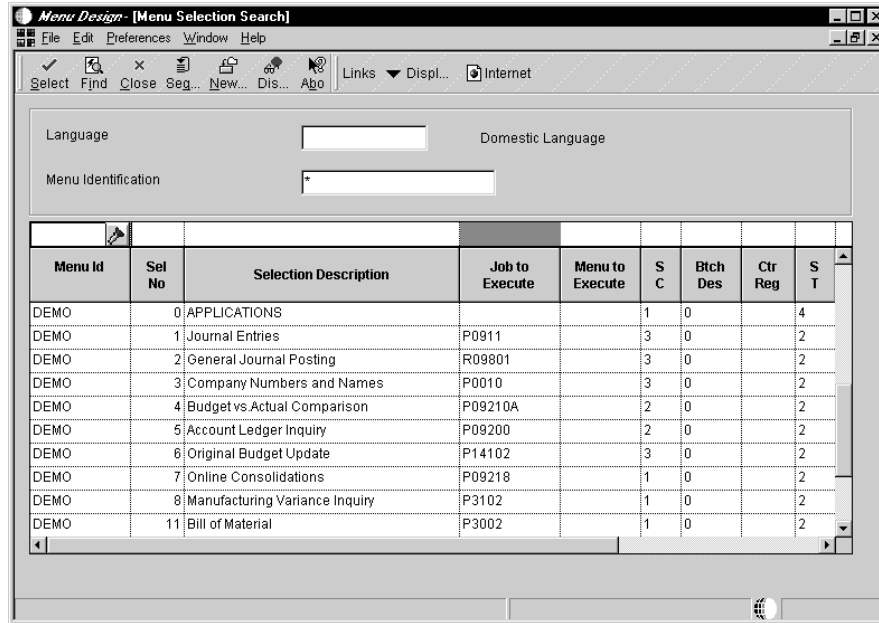 Menu Design - [Menu Selection Search]
File Edit Preferences Window Help
Select Find Close Seq... New... Dis... Abo Links Displ... Internet
Language Domestic Language
Menu Identification *
Menu Id Sel No Selection Description Job to Execute Menu to Execute S C Btch Des Ctr Reg S T
DEMO 0 APPLICATIONS 1 0 4
DEMO 1 Journal Entries P0911 3 0 2
DEMO 2 General Journal Posting R09801 3 0 2
DEMO 3 Company Numbers and Names P0010 3 0 2
DEMO 4 Budget vs.Actual Comparison P09210A 2 0 2
DEMO 5 Account Ledger Inquiry P09200 2 0 2
DEMO 6 Original Budget Update P14102 3 0 2
DEMO 7 Online Consolidations P09218 1 0 2
DEMO 8 Manufacturing Variance Inquiry P3102 1 0 2
DEMO 11 Bill of Material P3002 1 0 2